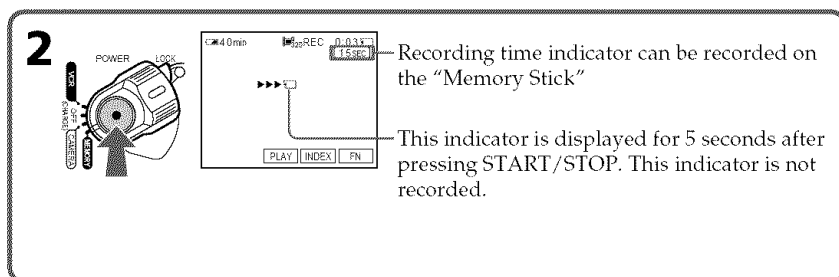 2
POWER
LOCK
VCR
OFF
(CHARGE)
CAMERA
MEMORY
40min
320 REC
0:03
15SEC
PLAY
INDEX
FN
Recording time indicator can be recorded on
the “Memory Stick”
This indicator is displayed for 5 seconds after
pressing START/STOP. This indicator is not
recorded.